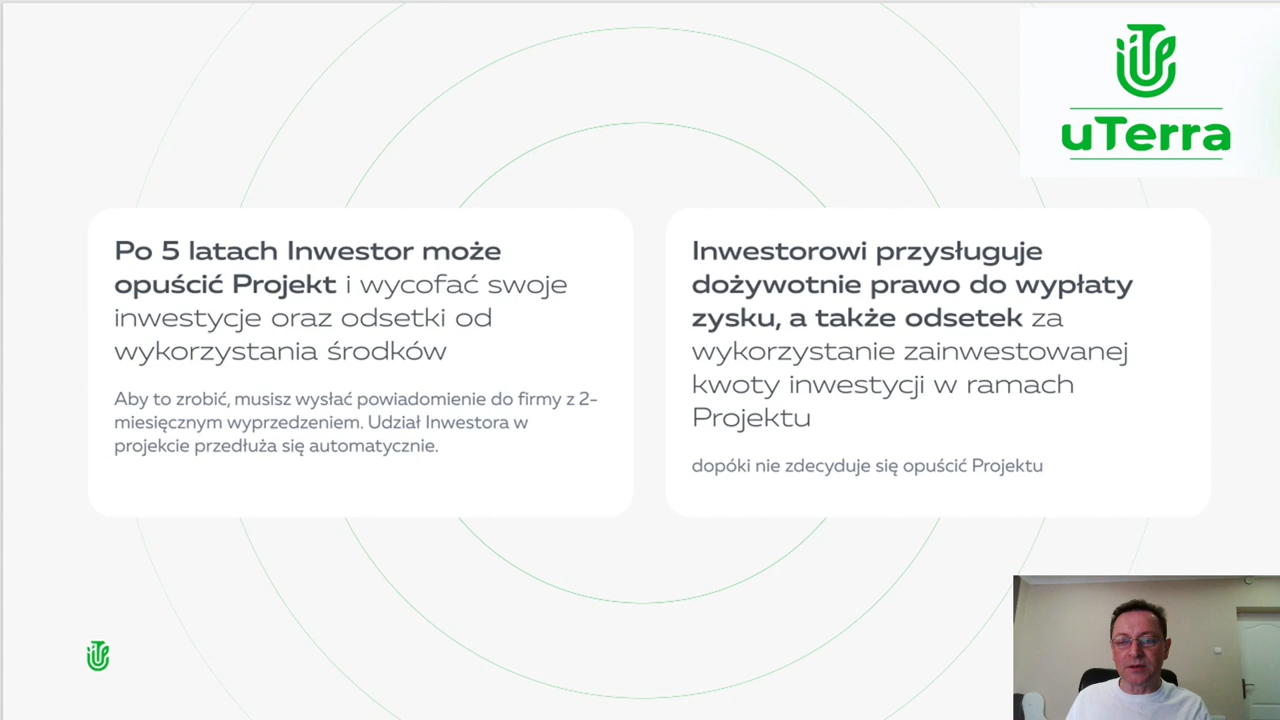 uTerra
Po 5 latach Inwestor może
opuścić Projekt i wycofać swoje
inwestycje oraz odsetki od
wykorzystania środków
Aby to zrobić, musisz wysłać powiadomienie do firmy z 2-
miesięcznym wyprzedzeniem. Udział Inwestora w
projekcie przedłuża się automatycznie.
Inwestorowi przysługuje
dożywotnie prawo do wypłaty
zysku, a także odsetek za
wykorzystanie zainwestowanej
kwoty inwestycji w ramach
Projektu
dopóki nie zdecyduje się opuścić Projektu